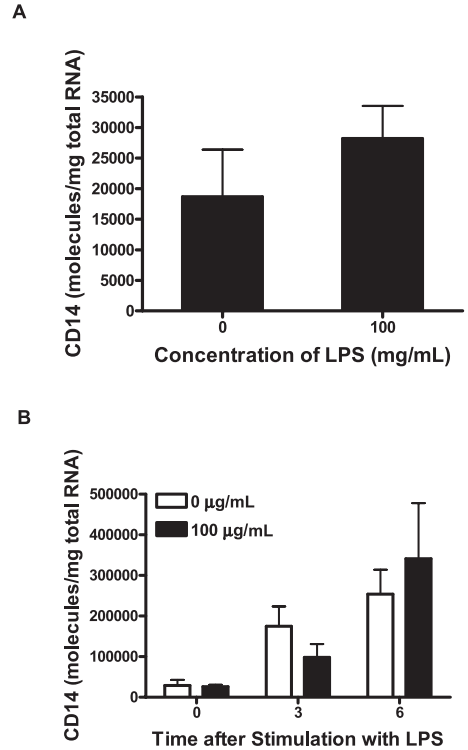 A
CD14 (molecules/mg total RNA)
35000
30000
25000
20000
15000
10000
5000
0
0 100
Concentration of LPS (mg/mL)
B
CD14 (molecules/mg total RNA)
500000
400000
300000
200000
100000
0
0 μg/mL
100 μg/mL
0 3 6
Time after Stimulation with LPS